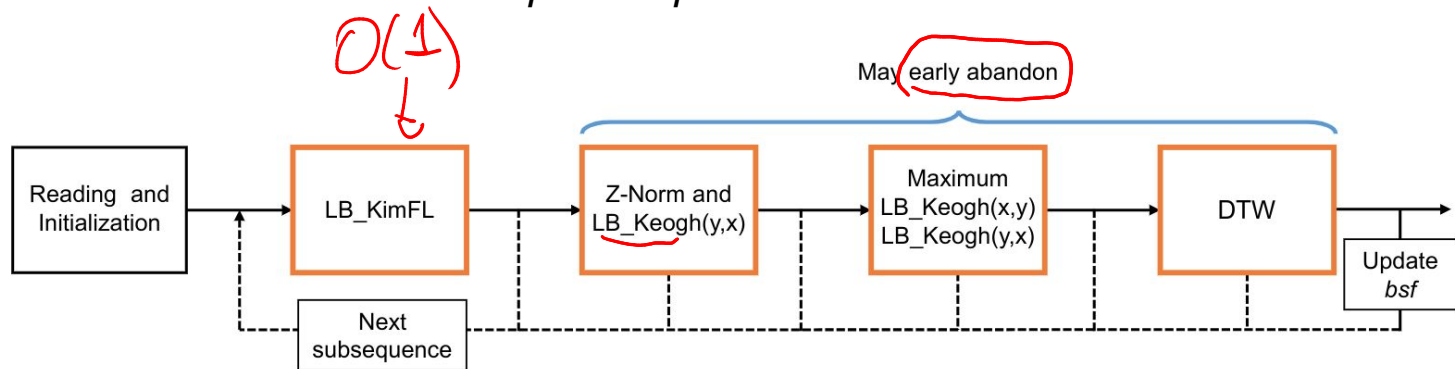 O(1)
May early abandon
Reading and
Initialization
LB_KimFL
Z-Norm and
LB_Keogh(y,x)
Maximum
LB_Keogh(x,y)
LB_Keogh(y,x)
DTW
Update
bsf
Next
subsequence